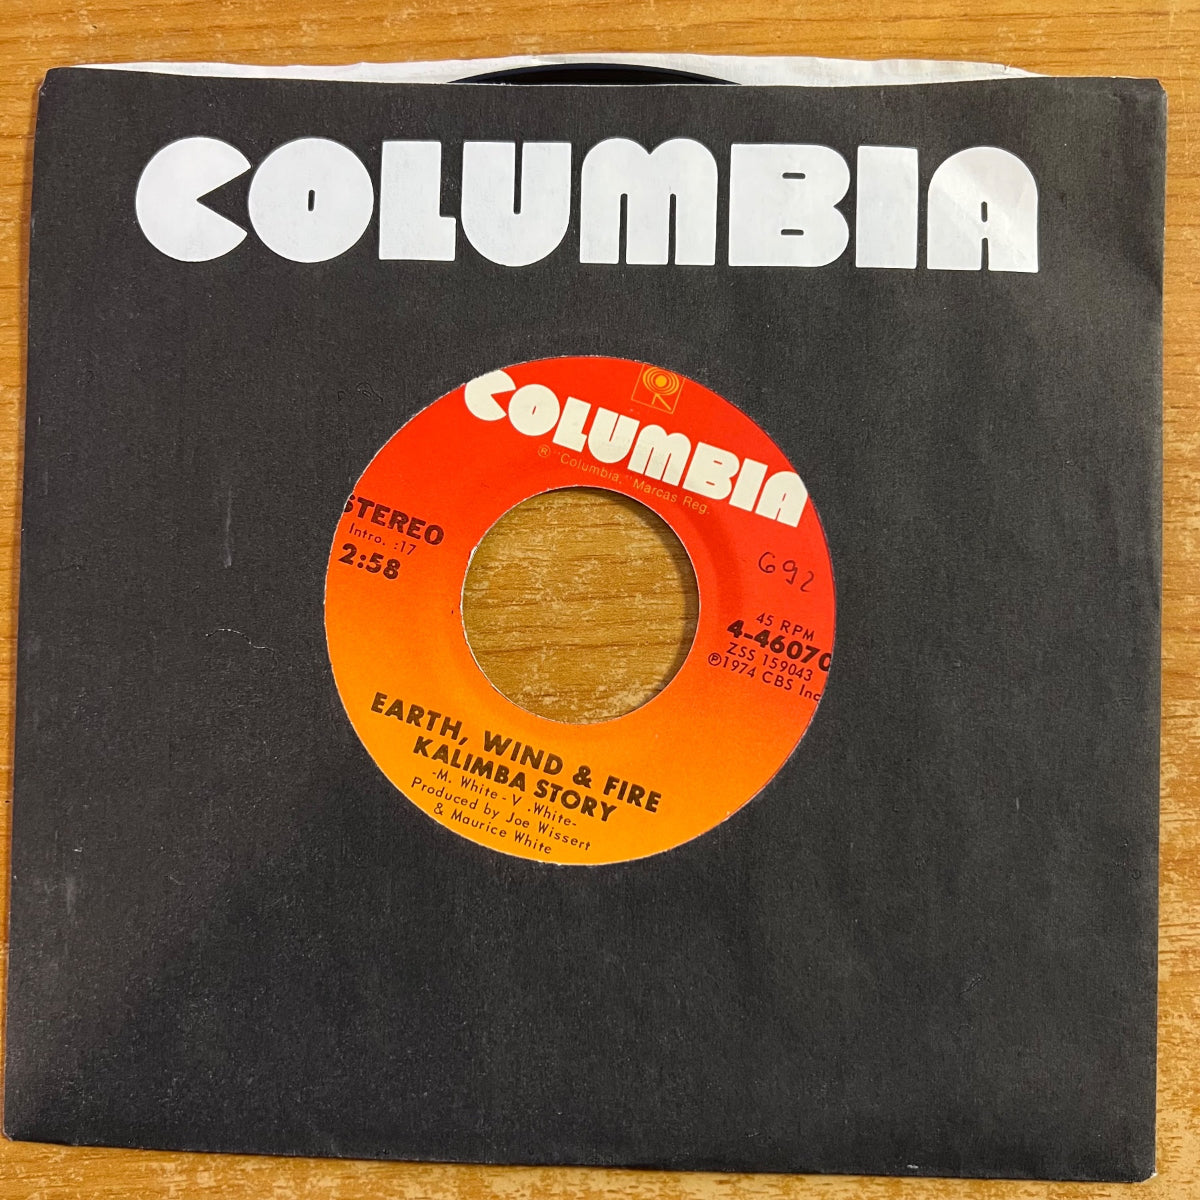 COLUMBIA
COLUMBIA
® "Columbia," Marcas Reg.
STEREO
Intro. :17
2:58
692
45 RPM
4-46070
ZSS 159043
℗1974 CBS Inc.
EARTH, WIND & FIRE
KALIMBA STORY
-M. White - V .White-
Produced by Joe Wissert
& Maurice White